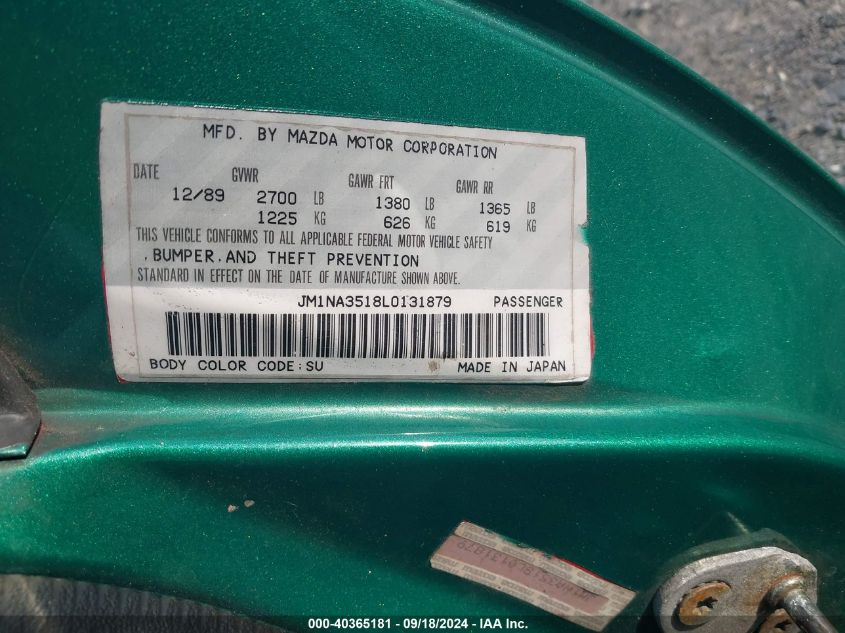 MFD. BY MAZDA MOTOR CORPORATION
DATE GVWR GAWR FRT GAWR RR
12/89 2700 LB 1380 LB 1365 LB
1225 KG 626 KG 619 KG
THIS VEHICLE CONFORMS TO ALL APPLICABLE FEDERAL MOTOR VEHICLE SAFETY
, BUMPER, AND THEFT PREVENTION
STANDARD IN EFFECT ON THE DATE OF MANUFACTURE SHOWN ABOVE.
JM1NA3518L0131879 PASSENGER
BODY COLOR CODE:SU MADE IN JAPAN
000-40365181 - 09/18/2024 - IAA Inc.